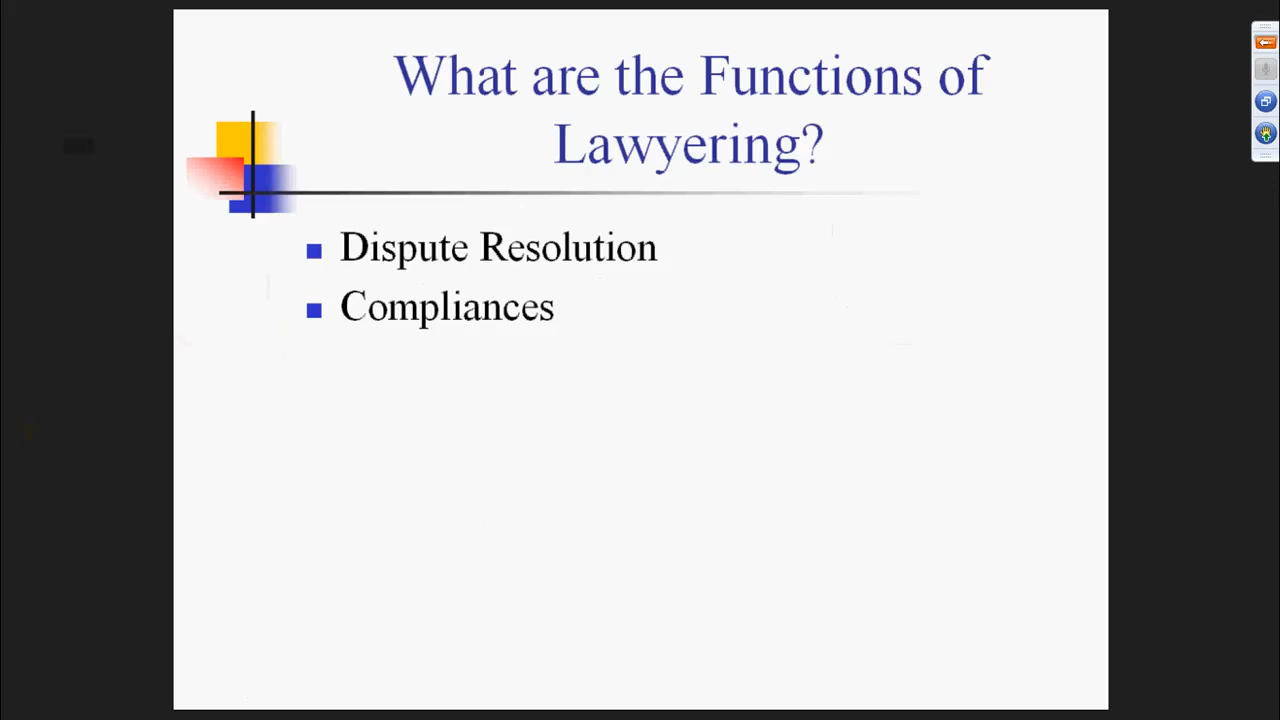 What are the Functions of
Lawyering?
Dispute Resolution
Compliances